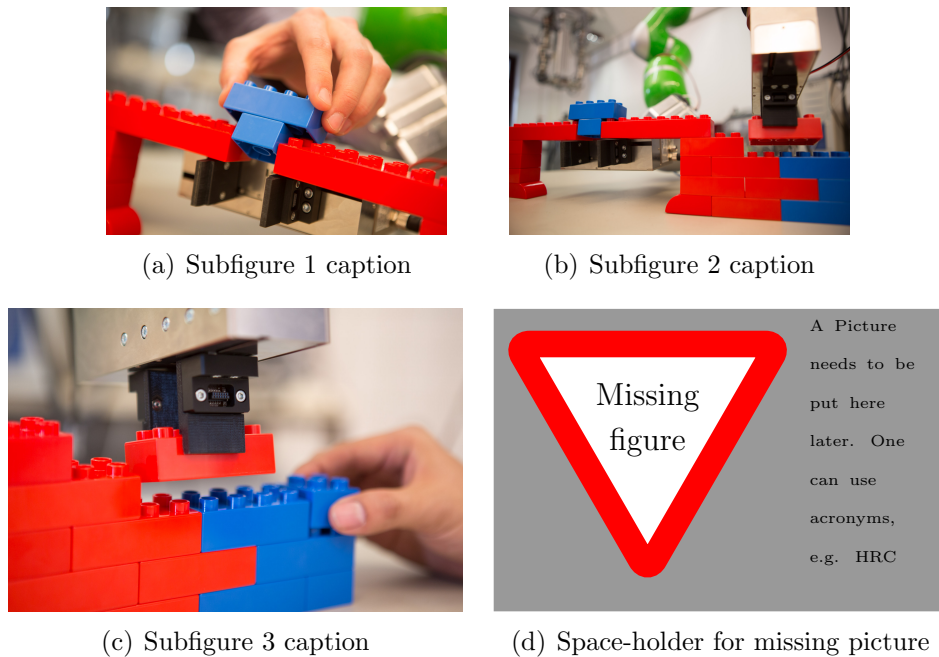 (a) Subfigure 1 caption
(b) Subfigure 2 caption
Missing
figure
A Picture
needs to be
put here
later. One
can use
acronyms,
e.g. HRC
(c) Subfigure 3 caption
(d) Space-holder for missing picture